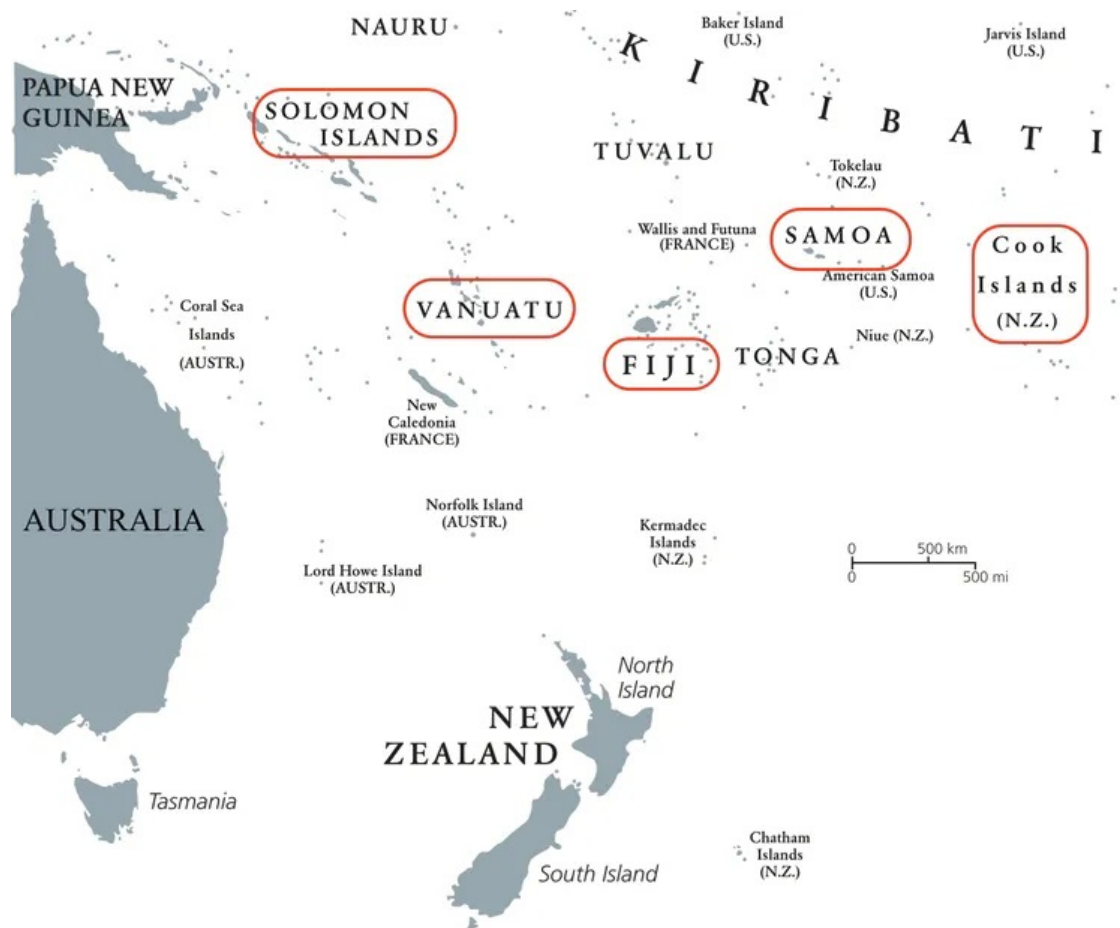 NAURU
Baker Island
(U.S.)
Jarvis Island
(U.S.)
KIRIBATI
PAPUA NEW
GUINEA
SOLOMON
ISLANDS
TUVALU
Tokelau
(N.Z.)
Wallis and Futuna
(FRANCE)
SAMOA
American Samoa
(U.S.)
Cook
Islands
(N.Z.)
Coral Sea
Islands
(AUSTR.)
VANUATU
FIJI
TONGA
Niue (N.Z.)
New
Caledonia
(FRANCE)
AUSTRALIA
Norfolk Island
(AUSTR.)
Kermadec
Islands
(N.Z.)
0 500 km
0 500 mi
Lord Howe Island
(AUSTR.)
North
Island
NEW
ZEALAND
Tasmania
South Island
Chatham
Islands
(N.Z.)